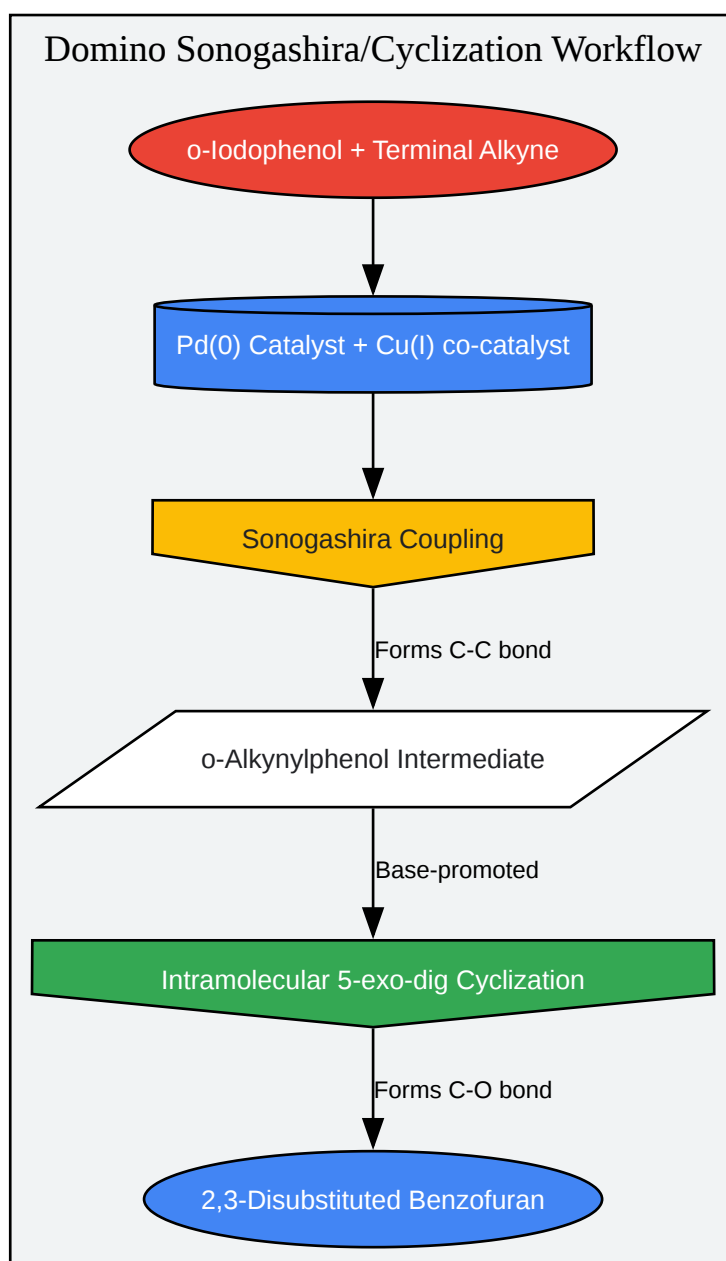 Domino Sonogashira/Cyclization Workflow
o-Iodophenol + Terminal Alkyne
Pd(0) Catalyst + Cu(I) co-catalyst
Sonogashira Coupling
Forms C-C bond
o-Alkynylphenol Intermediate
Base-promoted
Intramolecular 5-exo-dig Cyclization
Forms C-O bond
2,3-Disubstituted Benzofuran